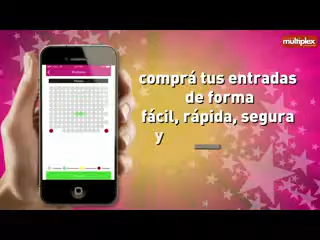 multiplex
comprá tus entradas
de forma
fácil, rápida, segura
y